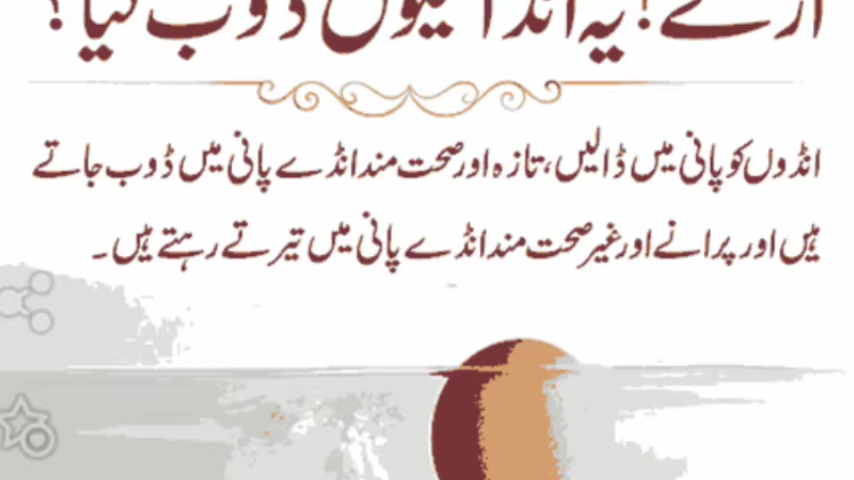 ارے! یہ انڈا کیوں ڈوب گیا؟
انڈوں کو پانی میں ڈالیں، تازہ اور صحت مند انڈے پانی میں ڈوب جاتے
ہیں اور پرانے اور غیر صحت مند انڈے پانی میں تیرتے رہتے ہیں۔